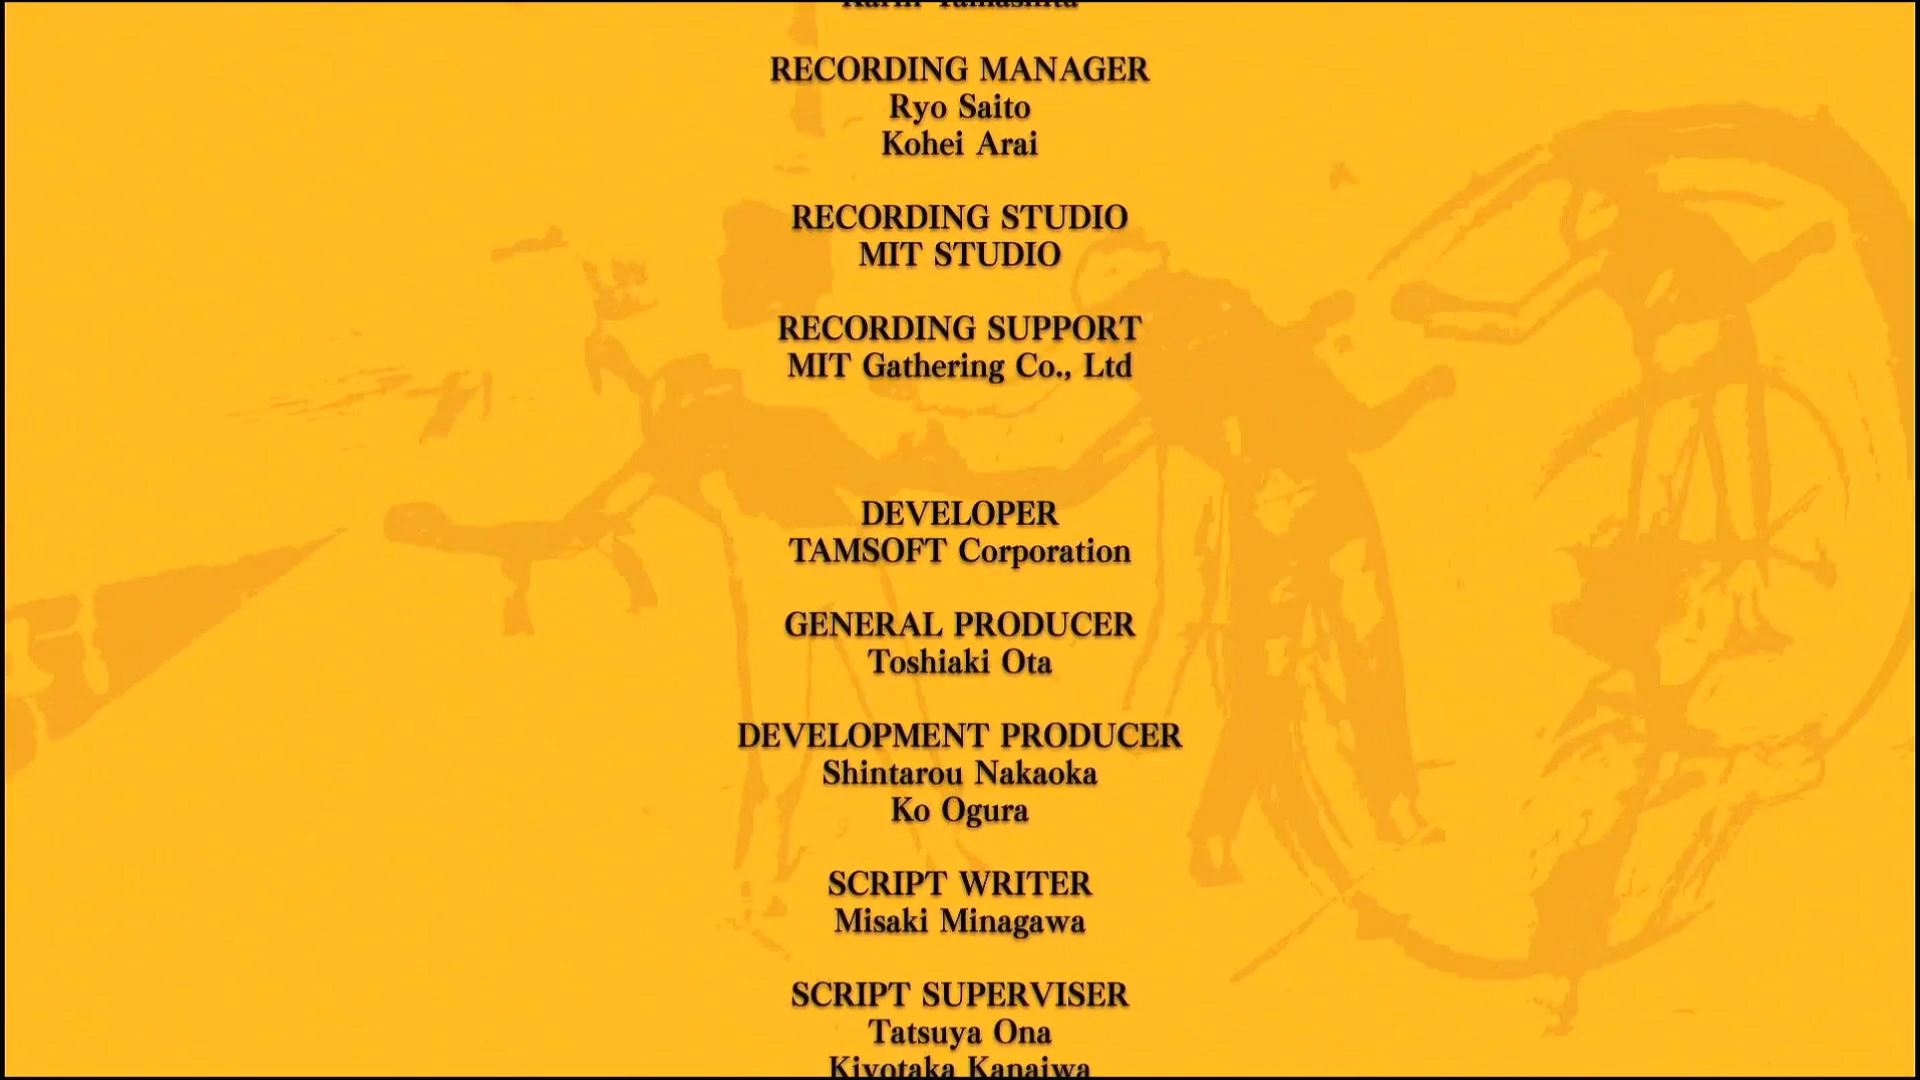 Karin Yamashita
RECORDING MANAGER
Ryo Saito
Kohei Arai
RECORDING STUDIO
MIT STUDIO
RECORDING SUPPORT
MIT Gathering Co., Ltd
DEVELOPER
TAMSOFT Corporation
GENERAL PRODUCER
Toshiaki Ota
DEVELOPMENT PRODUCER
Shintarou Nakaoka
Ko Ogura
SCRIPT WRITER
Misaki Minagawa
SCRIPT SUPERVISER
Tatsuya Ona
Kiyotaka Kanaiwa